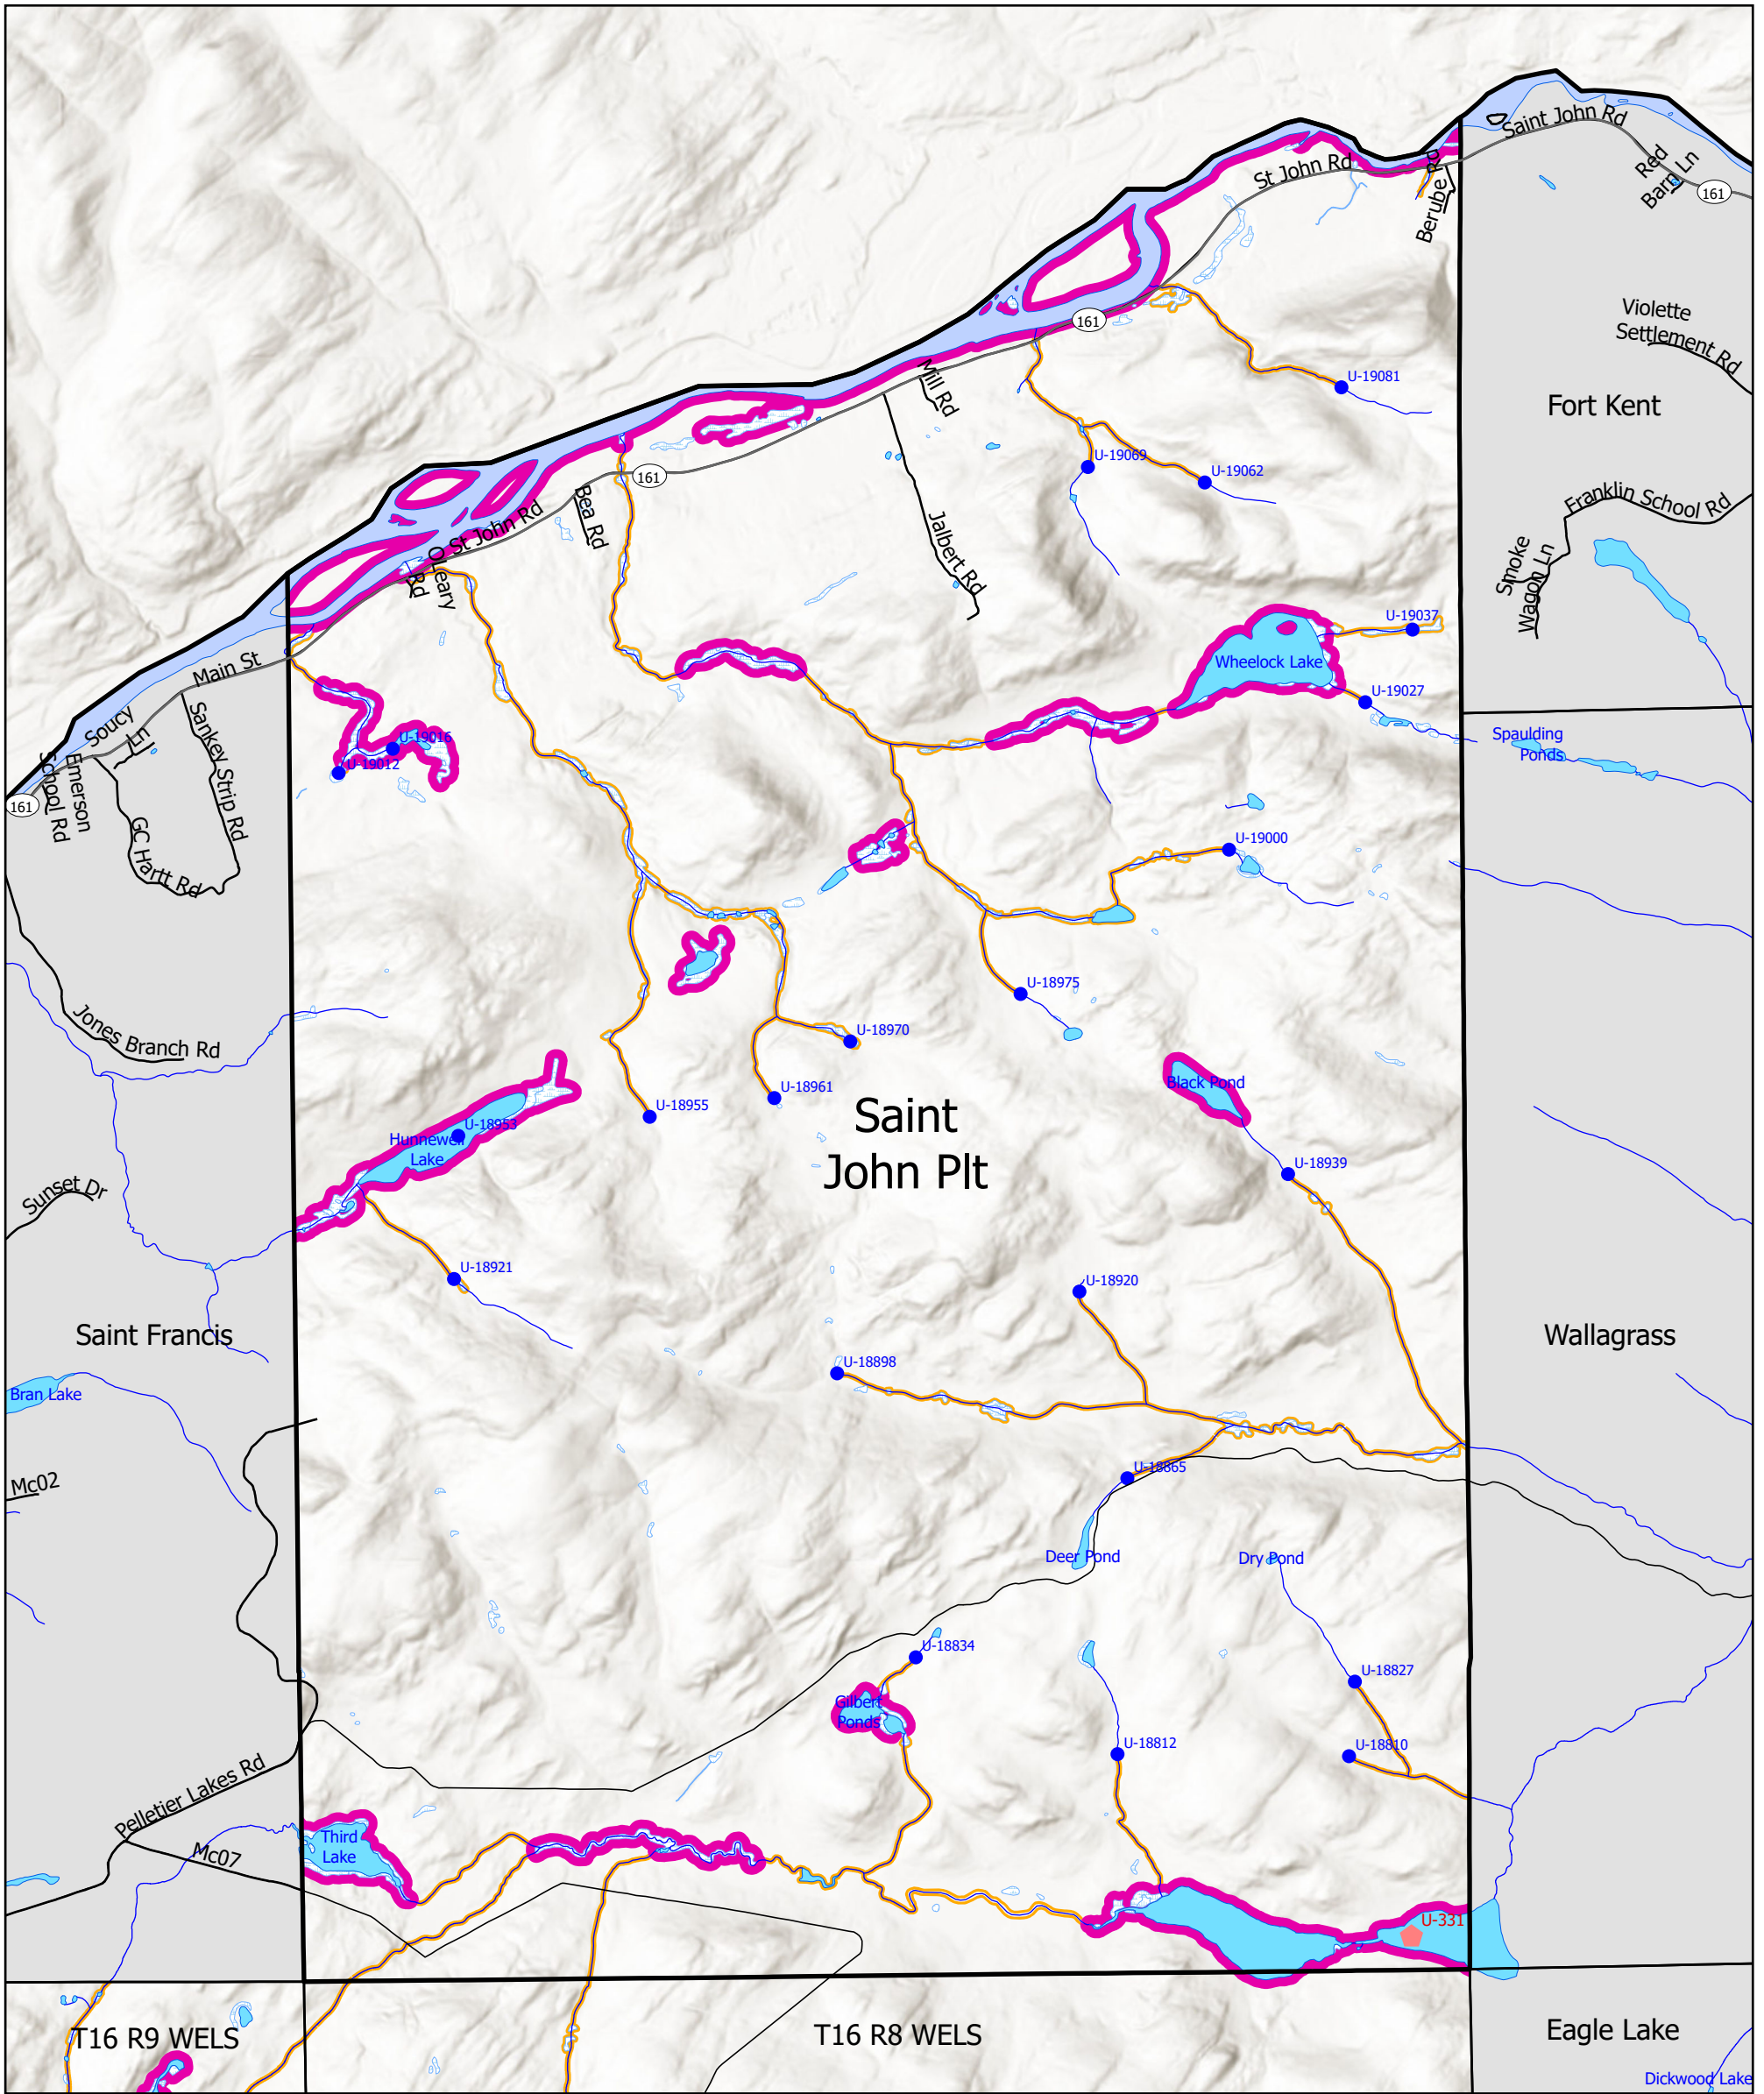 Saint John Rd
Red
Barn Ln
161
St John Rd
Berube Rd
161
Violette
Settlement Rd
Mill Rd
U-19081
Fort Kent
161
U-19069
U-19062
Bea Rd
St John Rd
OLeary
Rd
Jalbert Rd
Franklin School Rd
Smoke
Wagon Ln
U-19037
Wheelock Lake
Main St
U-19027
Soucy
Ln
Sankey Strip Rd
Spaulding
Ponds
U-19016
U-19012
Emerson
School Rd
161
GC Hartt Rd
U-19000
U-18975
Jones Branch Rd
U-18970
Black Pond
U-18961
U-18955
Saint
John Plt
U-18953
Hunnewell
Lake
U-18939
Sunset Dr
U-18921
U-18920
Saint Francis
Wallagrass
U-18898
Bran Lake
U-18865
Mc02
Deer Pond
Dry Pond
U-18834
U-18827
Gilbert
Ponds
U-18812
U-18810
Pelletier Lakes Rd
Third
Lake
Mc07
U-331
T16 R9 WELS
T16 R8 WELS
Eagle Lake
Dickwood Lake